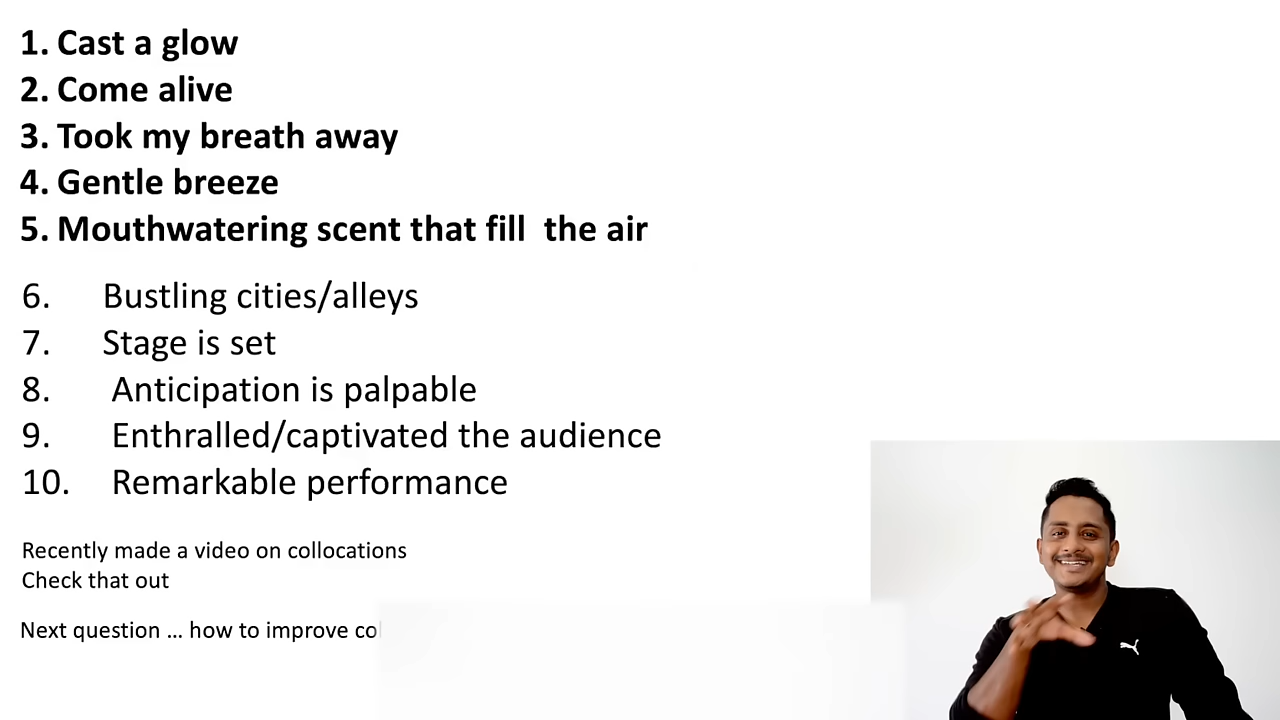 1. Cast a glow
2. Come alive
3. Took my breath away
4. Gentle breeze
5. Mouthwatering scent that fill the air
6. Bustling cities/alleys
7. Stage is set
8. Anticipation is palpable
9. Enthralled/captivated the audience
10. Remarkable performance
Recently made a video on collocations
Check that out
Next question ... how to improve co